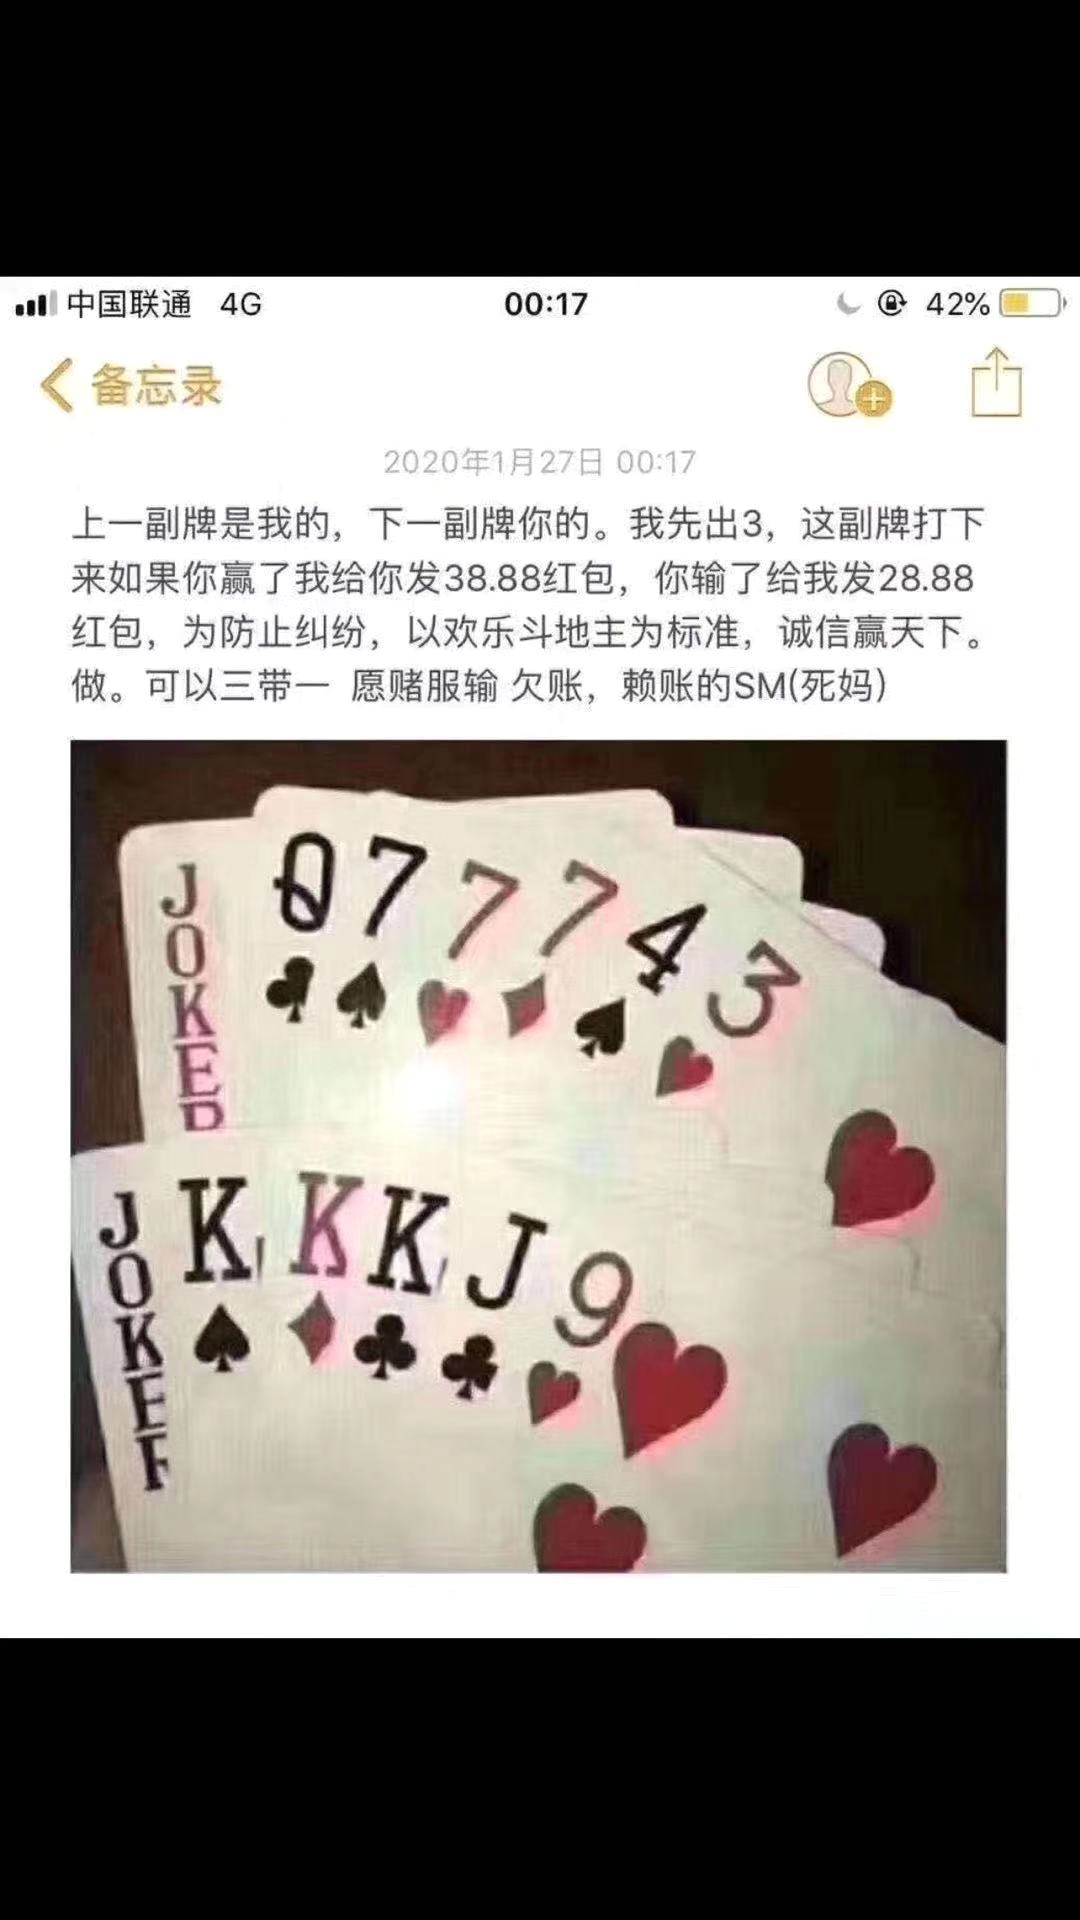 中国联通 4G 00:17 42%
备忘录
2020年1月27日 00:17
上一副牌是我的，下一副牌你的。我先出3，这副牌打下
来如果你赢了我给你发38.88红包，你输了给我发28.88
红包，为防止纠纷，以欢乐斗地主为标准，诚信赢天下。
做。可以三带一 愿赌服输 欠账，赖账的SM(死妈)
JOKER Q 7 7 7 4 3
JOKER K K K J 9